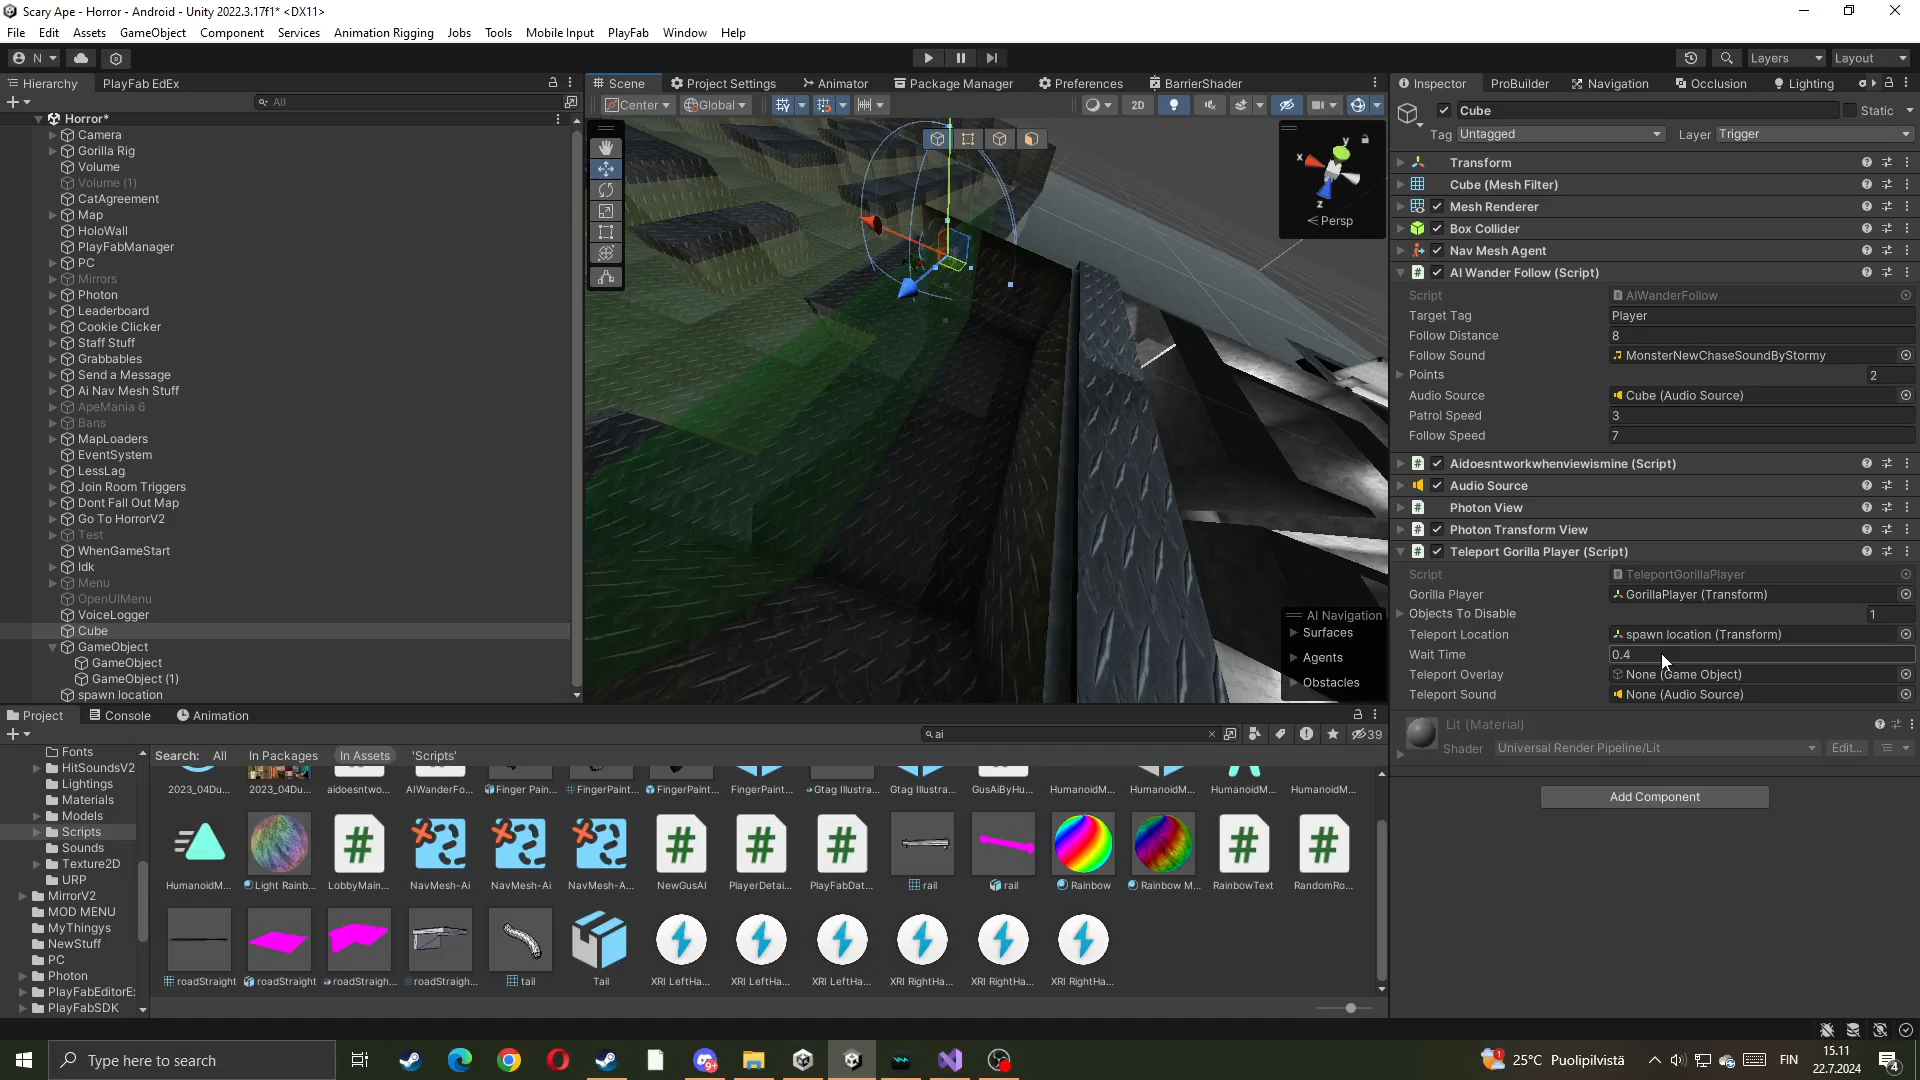 Scary Ape - Horror - Android - Unity 2022.3.17f1* <DX11>
File Edit Assets GameObject Component Services Animation Rigging Jobs Tools Mobile Input PlayFab Window Help
N Layers Layout
Hierarchy PlayFab EdEx
All
Horror*
Camera
Gorilla Rig
Volume
Volume (1)
CatAgreement
Map
HoloWall
PlayFabManager
PC
Mirrors
Photon
Leaderboard
Cookie Clicker
Staff Stuff
Grabbables
Send a Message
Ai Nav Mesh Stuff
ApeMania 6
Bans
MapLoaders
EventSystem
LessLag
Join Room Triggers
Dont Fall Out Map
Go To HorrorV2
Test
WhenGameStart
Idk
Menu
OpenUIMenu
VoiceLogger
Cube
GameObject
GameObject
GameObject (1)
spawn location
Scene Project Settings Animator Package Manager Preferences BarrierShader
Center Global 2D
y
x
z
Persp
AI Navigation
Surfaces
Agents
Obstacles
Inspector ProBuilder Navigation Occlusion Lighting
Cube Static
Tag Untagged Layer Trigger
Transform
Cube (Mesh Filter)
Mesh Renderer
Box Collider
Nav Mesh Agent
AI Wander Follow (Script)
Script AIWanderFollow
Target Tag Player
Follow Distance 8
Follow Sound MonsterNewChaseSoundByStormy
Points 2
Audio Source Cube (Audio Source)
Patrol Speed 3
Follow Speed 7
Aidoesntworkwhenviewismine (Script)
Audio Source
Photon View
Photon Transform View
Teleport Gorilla Player (Script)
Script TeleportGorillaPlayer
Gorilla Player GorillaPlayer (Transform)
Objects To Disable 1
Teleport Location spawn location (Transform)
Wait Time 0.4
Teleport Overlay None (Game Object)
Teleport Sound None (Audio Source)
Lit (Material)
Shader Universal Render Pipeline/Lit Edit...
Add Component
Project Console Animation
ai 39
Search: All In Packages In Assets 'Scripts'
Fonts
HitSoundsV2
Lightings
Materials
Models
Scripts
Sounds
Texture2D
URP
MirrorV2
MOD MENU
MyThingys
NewStuff
PC
Photon
PlayFabEditorE:
PlayFabSDK
2023_04Du... 2023_04Du... aidoesntwo... AIWanderFo... Finger Pain... FingerPaint... FingerPaint... FingerPaint... Gtag Illustra... Gtag Illustra... GusAiByHu... HumanoidM... HumanoidM... HumanoidM... HumanoidM...
HumanoidM... Light Rainb... LobbyMain... NavMesh-Ai NavMesh-Ai NavMesh-A... NewGusAI PlayerDetai... PlayFabDat... rail rail Rainbow Rainbow M... RainbowText RandomRo...
roadStraight roadStraight roadStraigh... roadStraigh... tail Tail XRI LeftHa... XRI LeftHa... XRI LeftHa... XRI RightHa... XRI RightHa... XRI RightHa...
Type here to search
9+
25°C Puolipilvistä
FIN
15.11
22.7.2024
4